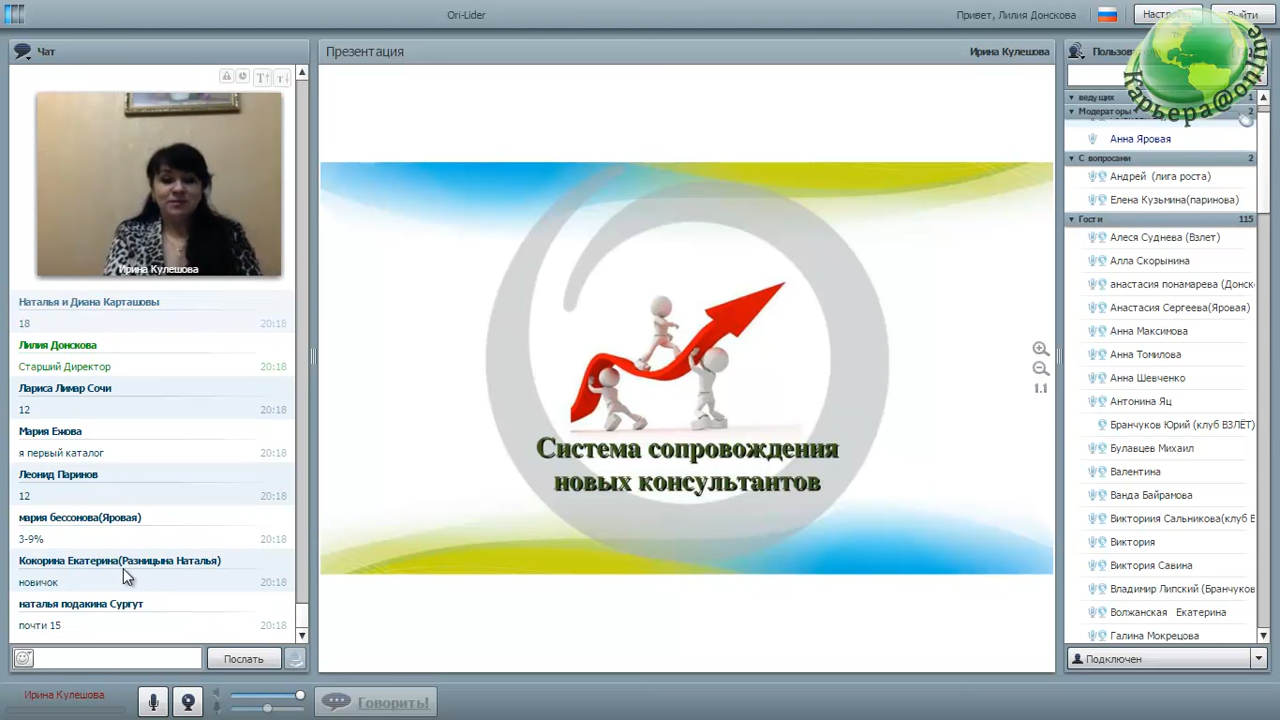 Ori-Lider
Привет, Лилия Донскова
Выйти
Чат
Презентация
Ирина Кулешова
карьера@online
ведущих 1
Модераторы 2
Анна Яровая
С вопросами 2
Андрей (лига роста)
Елена Кузьмина(паринова)
Гости 115
Алеся Суднева (Взлет)
Алла Скорынина
анастасия понамарева (Донск
Анастасия Сергеева(Яровая)
Анна Максимова
Анна Томилова
Анна Шевченко
Антонина Яц
Бранчуков Юрий (клуб ВЗЛЁТ)
Булавцев Михаил
Валентина
Ванда Байрамова
Викториия Сальникова(клуб В
Виктория
Виктория Савина
Владимир Липский (Бранчуков
Волжанская Екатерина
Галина Мокрецова
Подключен
Ирина Кулешова
Наталья и Диана Карташовы
18 20:18
Лилия Донскова
Старший Директор 20:18
Лариса Лимар Сочи
12 20:18
Мария Ежова
я первый каталог 20:18
Леонид Паринов
12 20:18
мария бессонова(Яровая)
3-9% 20:18
Кокорина Екатерина(Разницына Наталья)
новичок 20:18
наталья подакина Сургут
почти 15 20:18
Послать
Система сопровождения
новых консультантов
1.1
Ирина Кулешова
Говорить!